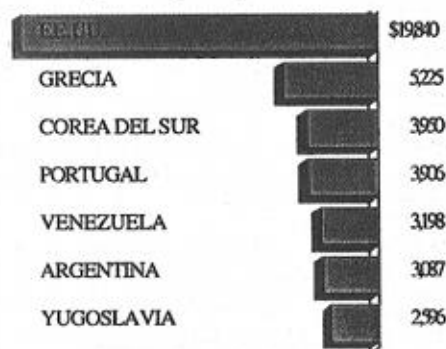 EE.UU. $19,840
GRECIA 5,225
COREA DEL SUR 3,950
PORTUGAL 3,906
VENEZUELA 3,198
ARGENTINA 3,087
YUGOSLAVIA 2,596